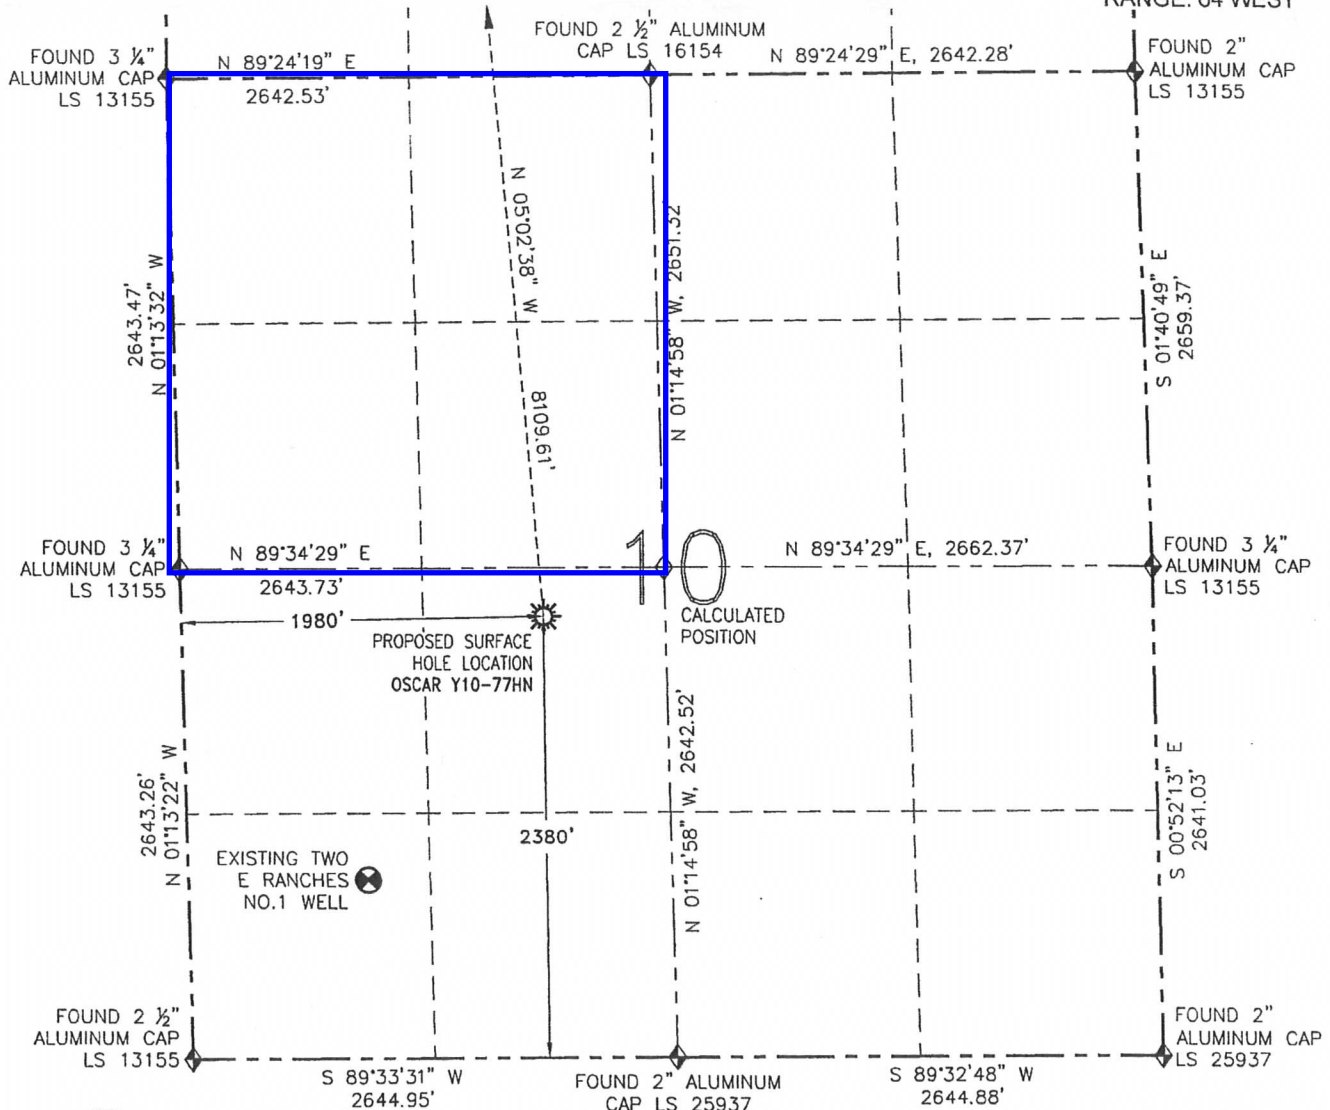 RANGE: 64 WEST
FOUND 3 ¼"
ALUMINUM CAP
LS 13155
N 89°24'19" E
2642.53'
FOUND 2 ½" ALUMINUM
CAP LS 16154
N 89°24'29" E, 2642.28'
FOUND 2"
ALUMINUM CAP
LS 13155
N 05°02'38" W
8109.61'
2643.47'
N 01°13'32" W
N 01°14'58" W, 2651.32'
S 01°40'49" E
2659.37'
FOUND 3 ¼"
ALUMINUM CAP
LS 13155
N 89°34'29" E
2643.73'
10
N 89°34'29" E, 2662.37'
FOUND 3 ¼"
ALUMINUM CAP
LS 13155
CALCULATED
POSITION
1980'
PROPOSED SURFACE
HOLE LOCATION
OSCAR Y10-77HN
2643.26'
N 01°13'22" W
2380'
N 01°14'58" W, 2642.52'
S 00°52'13" E
2641.03'
EXISTING TWO
E RANCHES
NO.1 WELL
FOUND 2 ½"
ALUMINUM CAP
LS 13155
S 89°33'31" W
2644.95'
FOUND 2" ALUMINUM
CAP LS 25937
S 89°32'48" W
2644.88'
FOUND 2"
ALUMINUM CAP
LS 25937